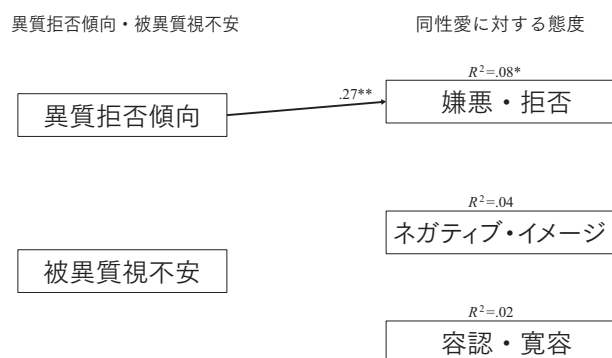 異質拒否傾向・被異質視不安
同性愛に対する態度
R²=.08*
.27**
異質拒否傾向
嫌悪・拒否
R²=.04
ネガティブ・イメージ
被異質視不安
R²=.02
容認・寛容